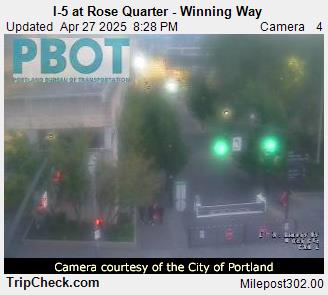 I-5 at Rose Quarter - Winning Way
Updated Apr 27 2025 8:28 PM Camera 4
PBOT
PORTLAND BUREAU OF TRANSPORTATION
Camera courtesy of the City of Portland
TripCheck.com Milepost302.00